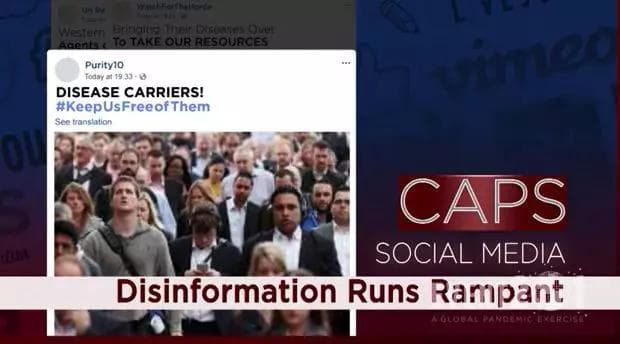 WatchForTheHorde
Bringing Their Diseases Over
Western
To TAKE OUR RESOURCES
Agents
Purity10
Today at 19:33
DISEASE CARRIERS!
#KeepUsFreeofThem
See translation
vimeo
CAPS
SOCIAL MEDIA
Disinformation Runs Rampant
A GLOBAL PANDEMIC EXERCISE